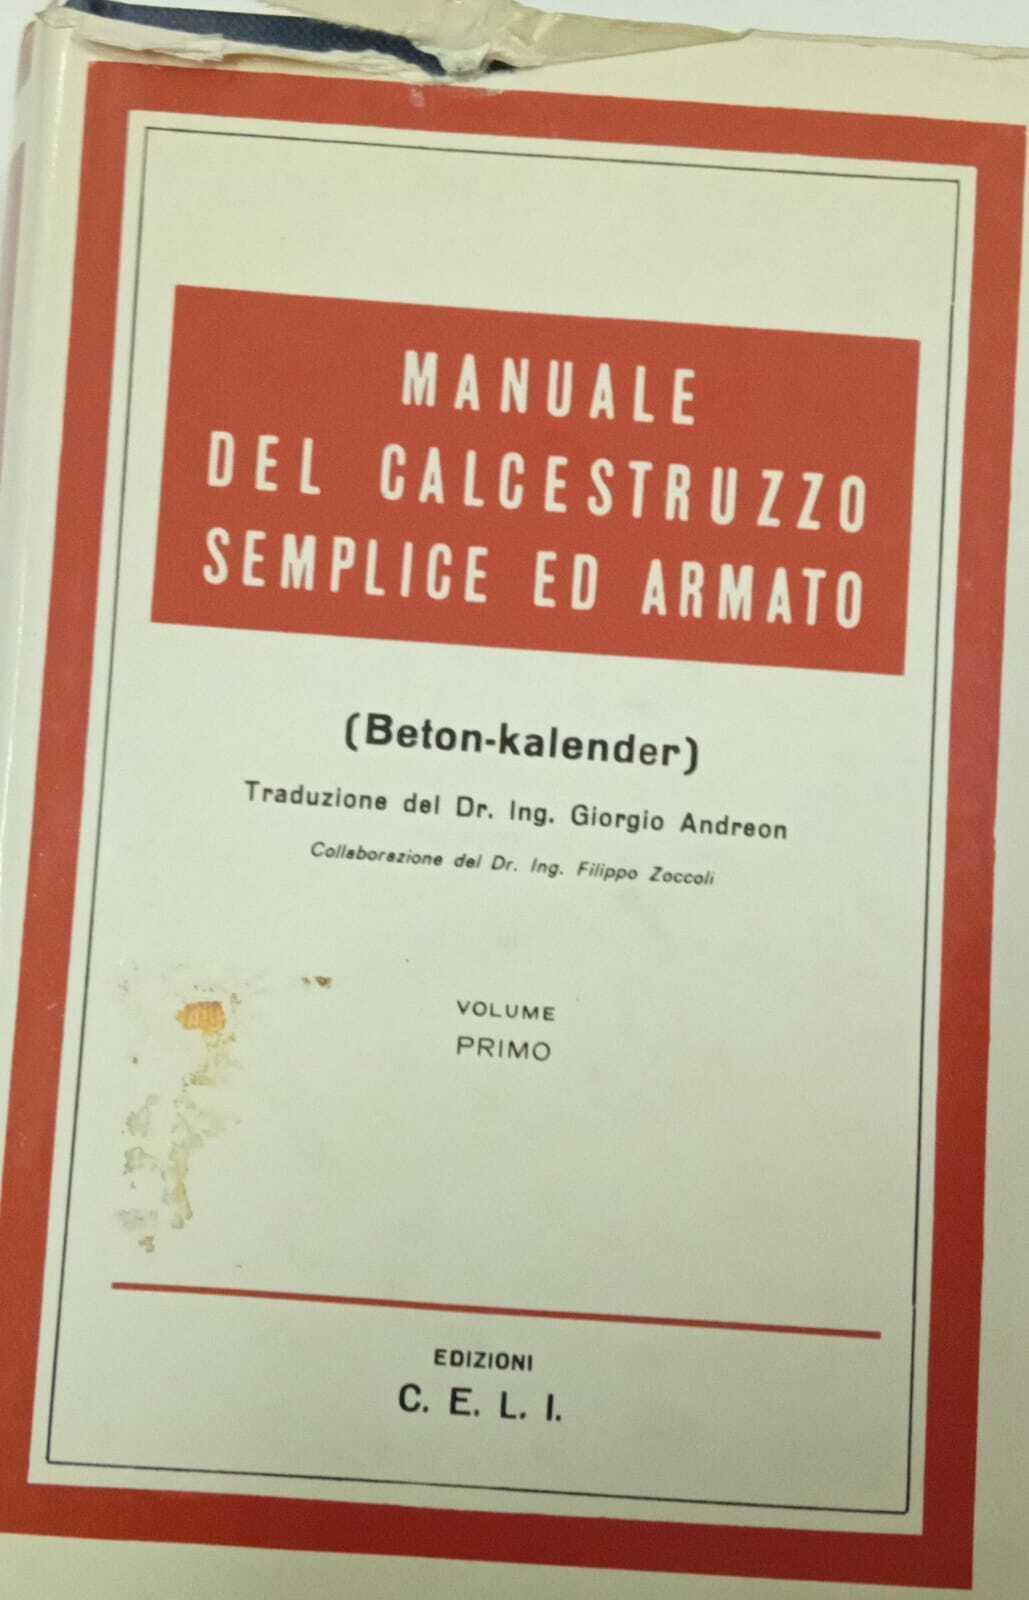 MANUALE
DEL CALCESTRUZZO
SEMPLICE ED ARMATO
(Beton-kalender)
Traduzione del Dr. Ing. Giorgio Andreon
Collaborazione del Dr. Ing. Filippo Zoccoli
VOLUME
PRIMO
EDIZIONI
C. E. L. I.